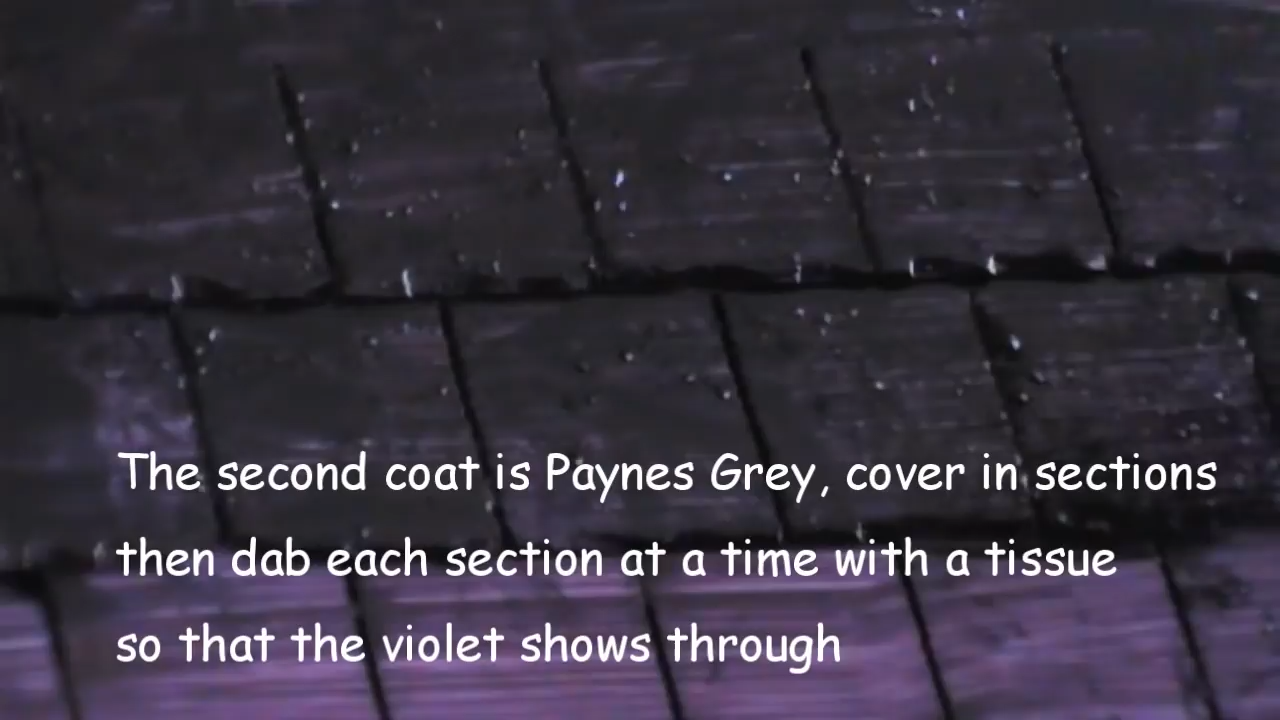 The second coat is Paynes Grey, cover in sections
then dab each section at a time with a tissue
so that the violet shows through